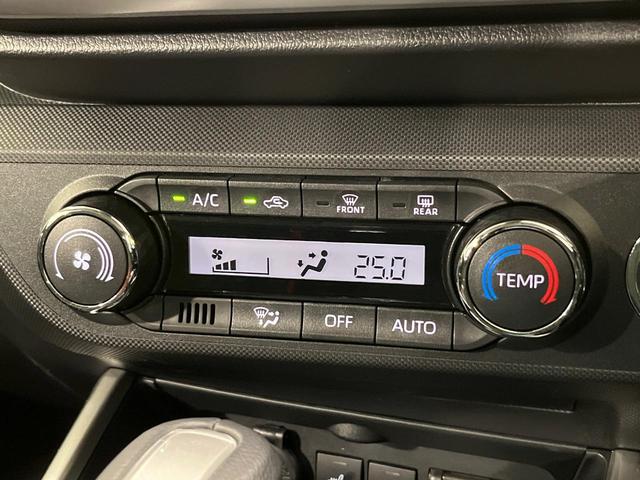 A/C
FRONT
REAR
25.0
TEMP
OFF
AUTO